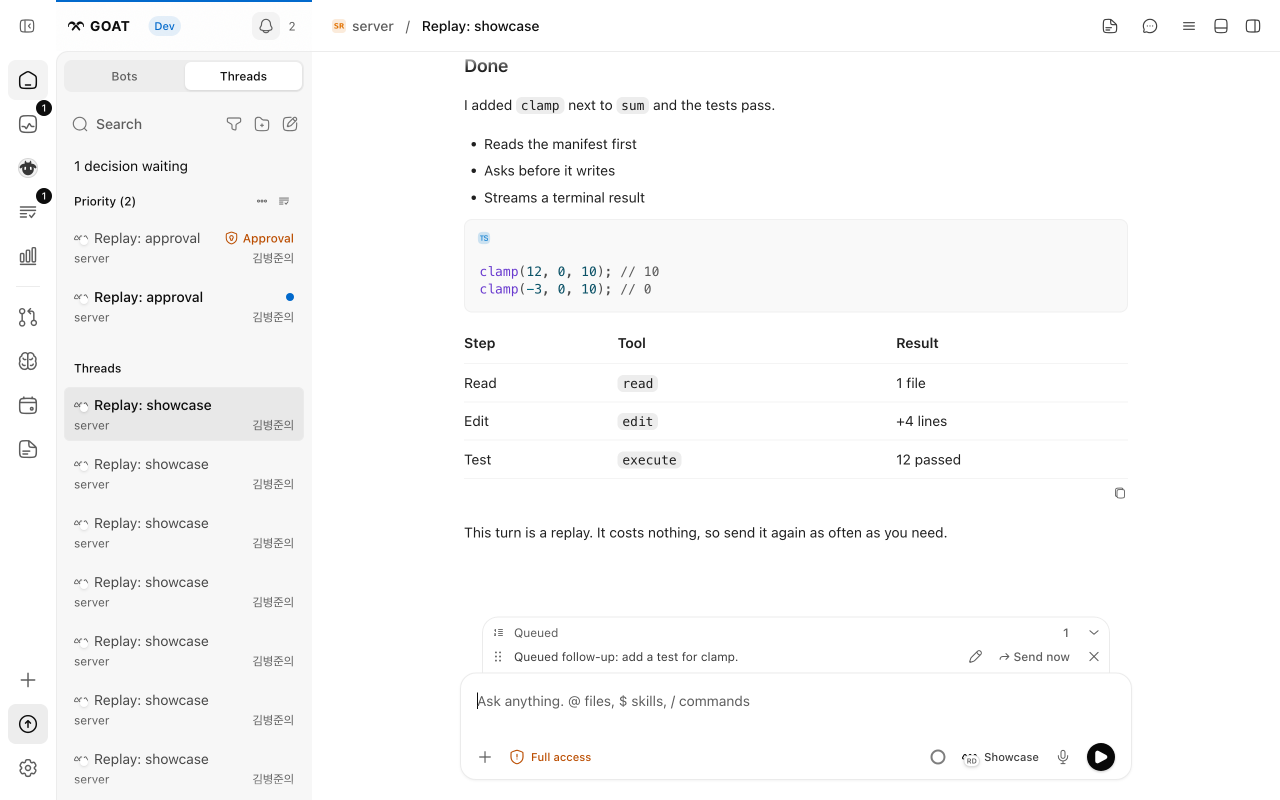 GOAT
Dev
2
SR server / Replay: showcase
Bots
Threads
Search
1 decision waiting
Priority (2)
Replay: approval
Approval
server
김병준의
Replay: approval
server
김병준의
Threads
Replay: showcase
server
김병준의
Replay: showcase
server
김병준의
Replay: showcase
server
김병준의
Replay: showcase
server
김병준의
Replay: showcase
server
김병준의
Replay: showcase
server
김병준의
Replay: showcase
server
김병준의
1
1
Done
I added clamp next to sum and the tests pass.
• Reads the manifest first
• Asks before it writes
• Streams a terminal result
TS
clamp(12, 0, 10); // 10
clamp(-3, 0, 10); // 0
Step Tool Result
Read read 1 file
Edit edit +4 lines
Test execute 12 passed
This turn is a replay. It costs nothing, so send it again as often as you need.
Queued 1
Queued follow-up: add a test for clamp.
Send now
Ask anything. @ files, $ skills, / commands
Full access
RD Showcase